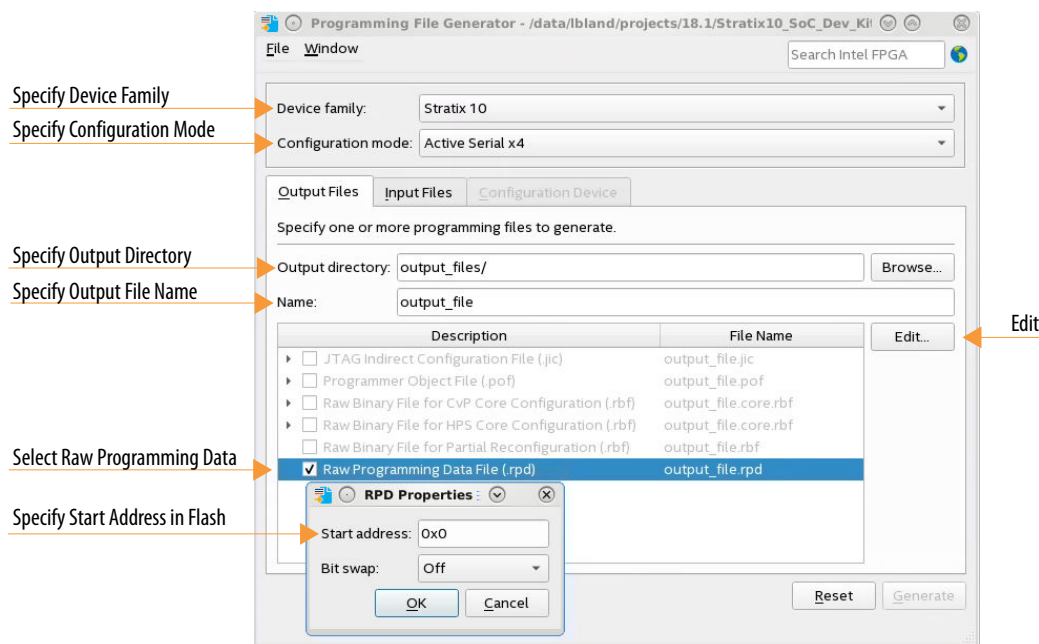 Programming File Generator - /data/lbland/projects/18.1/Stratix10_SoC_Dev_Ki
File Window
Search Intel FPGA
Specify Device Family
Device family: Stratix 10
Specify Configuration Mode
Configuration mode: Active Serial x4
Output Files Input Files Configuration Device
Specify one or more programming files to generate.
Specify Output Directory
Output directory: output_files/ Browse...
Specify Output File Name
Name: output_file
Description File Name Edit... Edit
JTAG Indirect Configuration File (.jic) output_file.jic
Programmer Object File (.pof) output_file.pof
Raw Binary File for CvP Core Configuration (.rbf) output_file.core.rbf
Raw Binary File for HPS Core Configuration (.rbf) output_file.core.rbf
Raw Binary File for Partial Reconfiguration (.rbf) output_file.rbf
Select Raw Programming Data
Raw Programming Data File (.rpd) output_file.rpd
RPD Properties
Specify Start Address in Flash
Start address: 0x0
Bit swap: Off
OK Cancel
Reset Generate